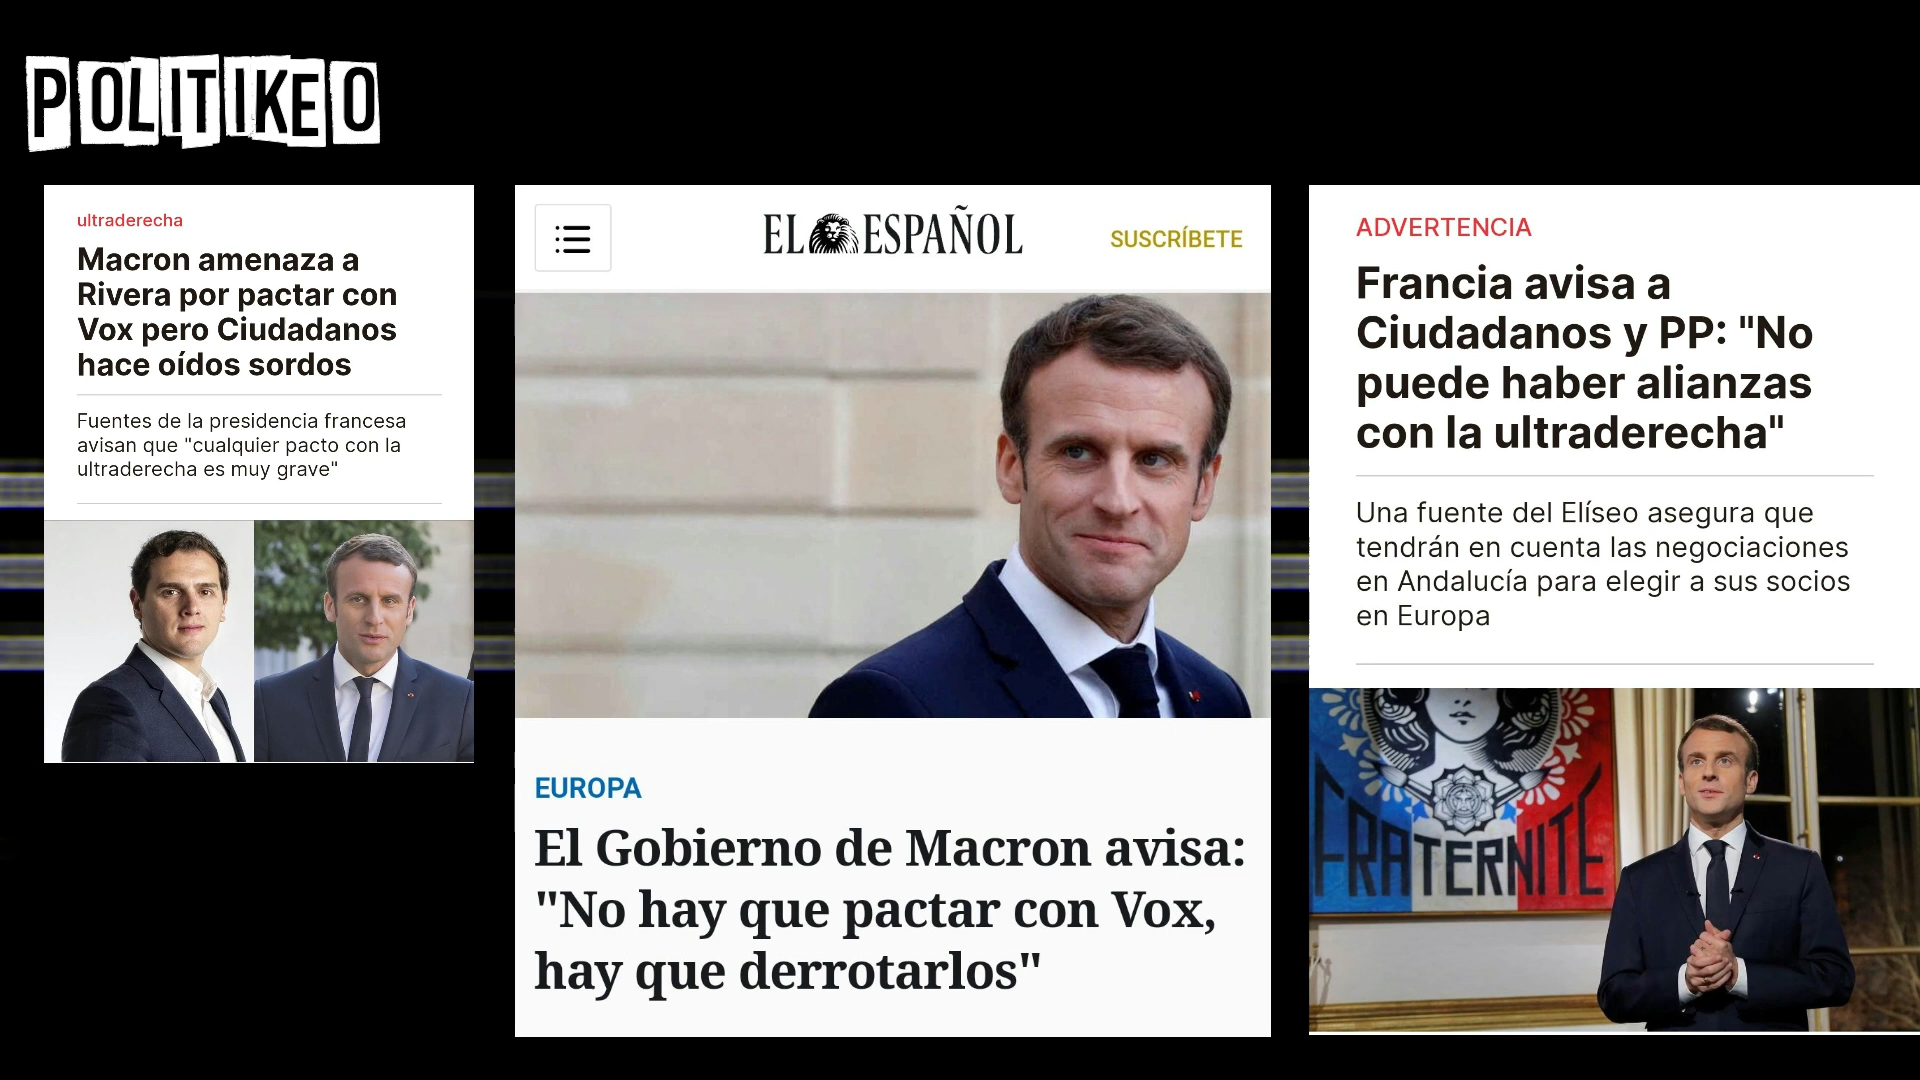 POLITIKEO
ultraderecha
Macron amenaza a
Rivera por pactar con
Vox pero Ciudadanos
hace oídos sordos
Fuentes de la presidencia francesa
avisan que "cualquier pacto con la
ultraderecha es muy grave"
EL ESPAÑOL
SUSCRÍBETE
EUROPA
El Gobierno de Macron avisa:
"No hay que pactar con Vox,
hay que derrotarlos"
ADVERTENCIA
Francia avisa a
Ciudadanos y PP: "No
puede haber alianzas
con la ultraderecha"
Una fuente del Elíseo asegura que
tendrán en cuenta las negociaciones
en Andalucía para elegir a sus socios
en Europa
FRATERNITÉ